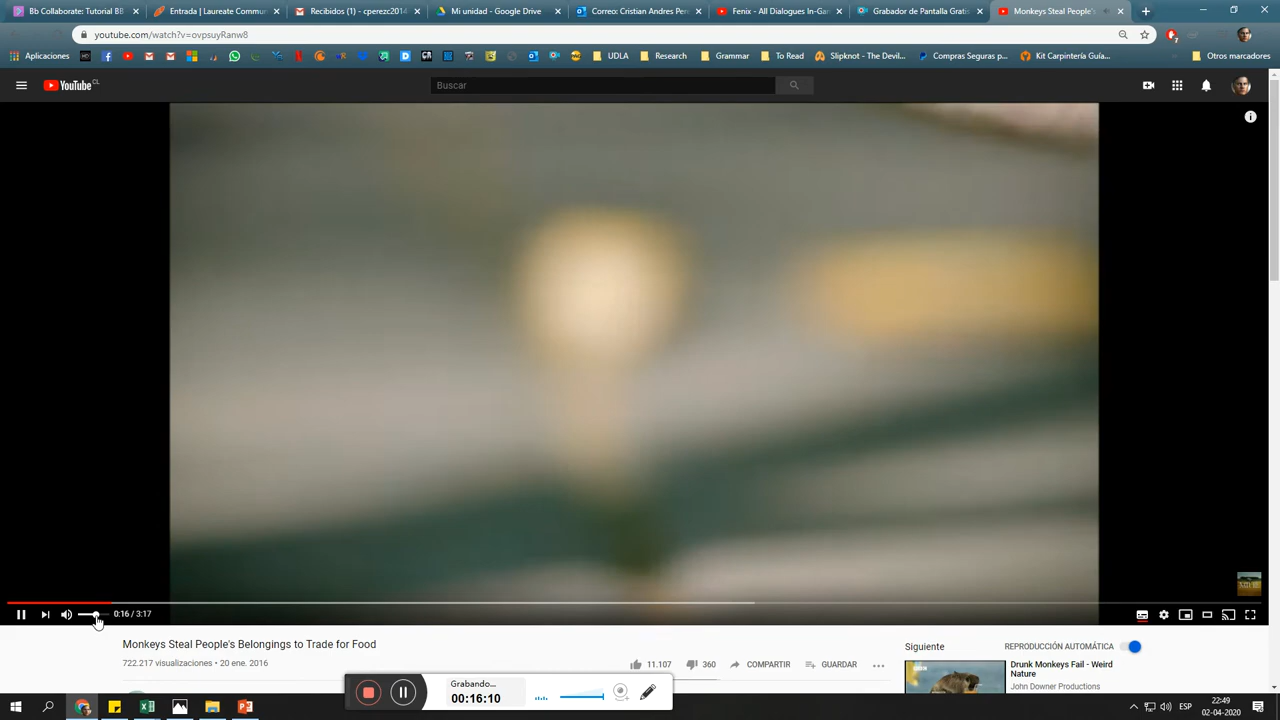 Bb Collaborate: Tutorial BB
Entrada | Laureate Commu
Recibidos (1) - cperezc2014
Mi unidad - Google Drive
Correo: Cristian Andres Per
Fenix - All Dialogues In-Gar
Grabador de Pantalla Gratis
Monkeys Steal People's
youtube.com/watch?v=ovpsuyRanw8
Aplicaciones
UDLA
Research
Grammar
To Read
Slipknot - The Devil...
Compras Seguras p...
Kit Carpintería Guía...
Otros marcadores
YouTube CL
Buscar
0:16 / 3:17
Monkeys Steal People's Belongings to Trade for Food
722.217 visualizaciones • 20 ene. 2016
11.107
360
COMPARTIR
GUARDAR
Siguiente
REPRODUCCIÓN AUTOMÁTICA
Drunk Monkeys Fail - Weird
Nature
John Downer Productions
Grabando...
00:16:10
ESP
22:49
02-04-2020